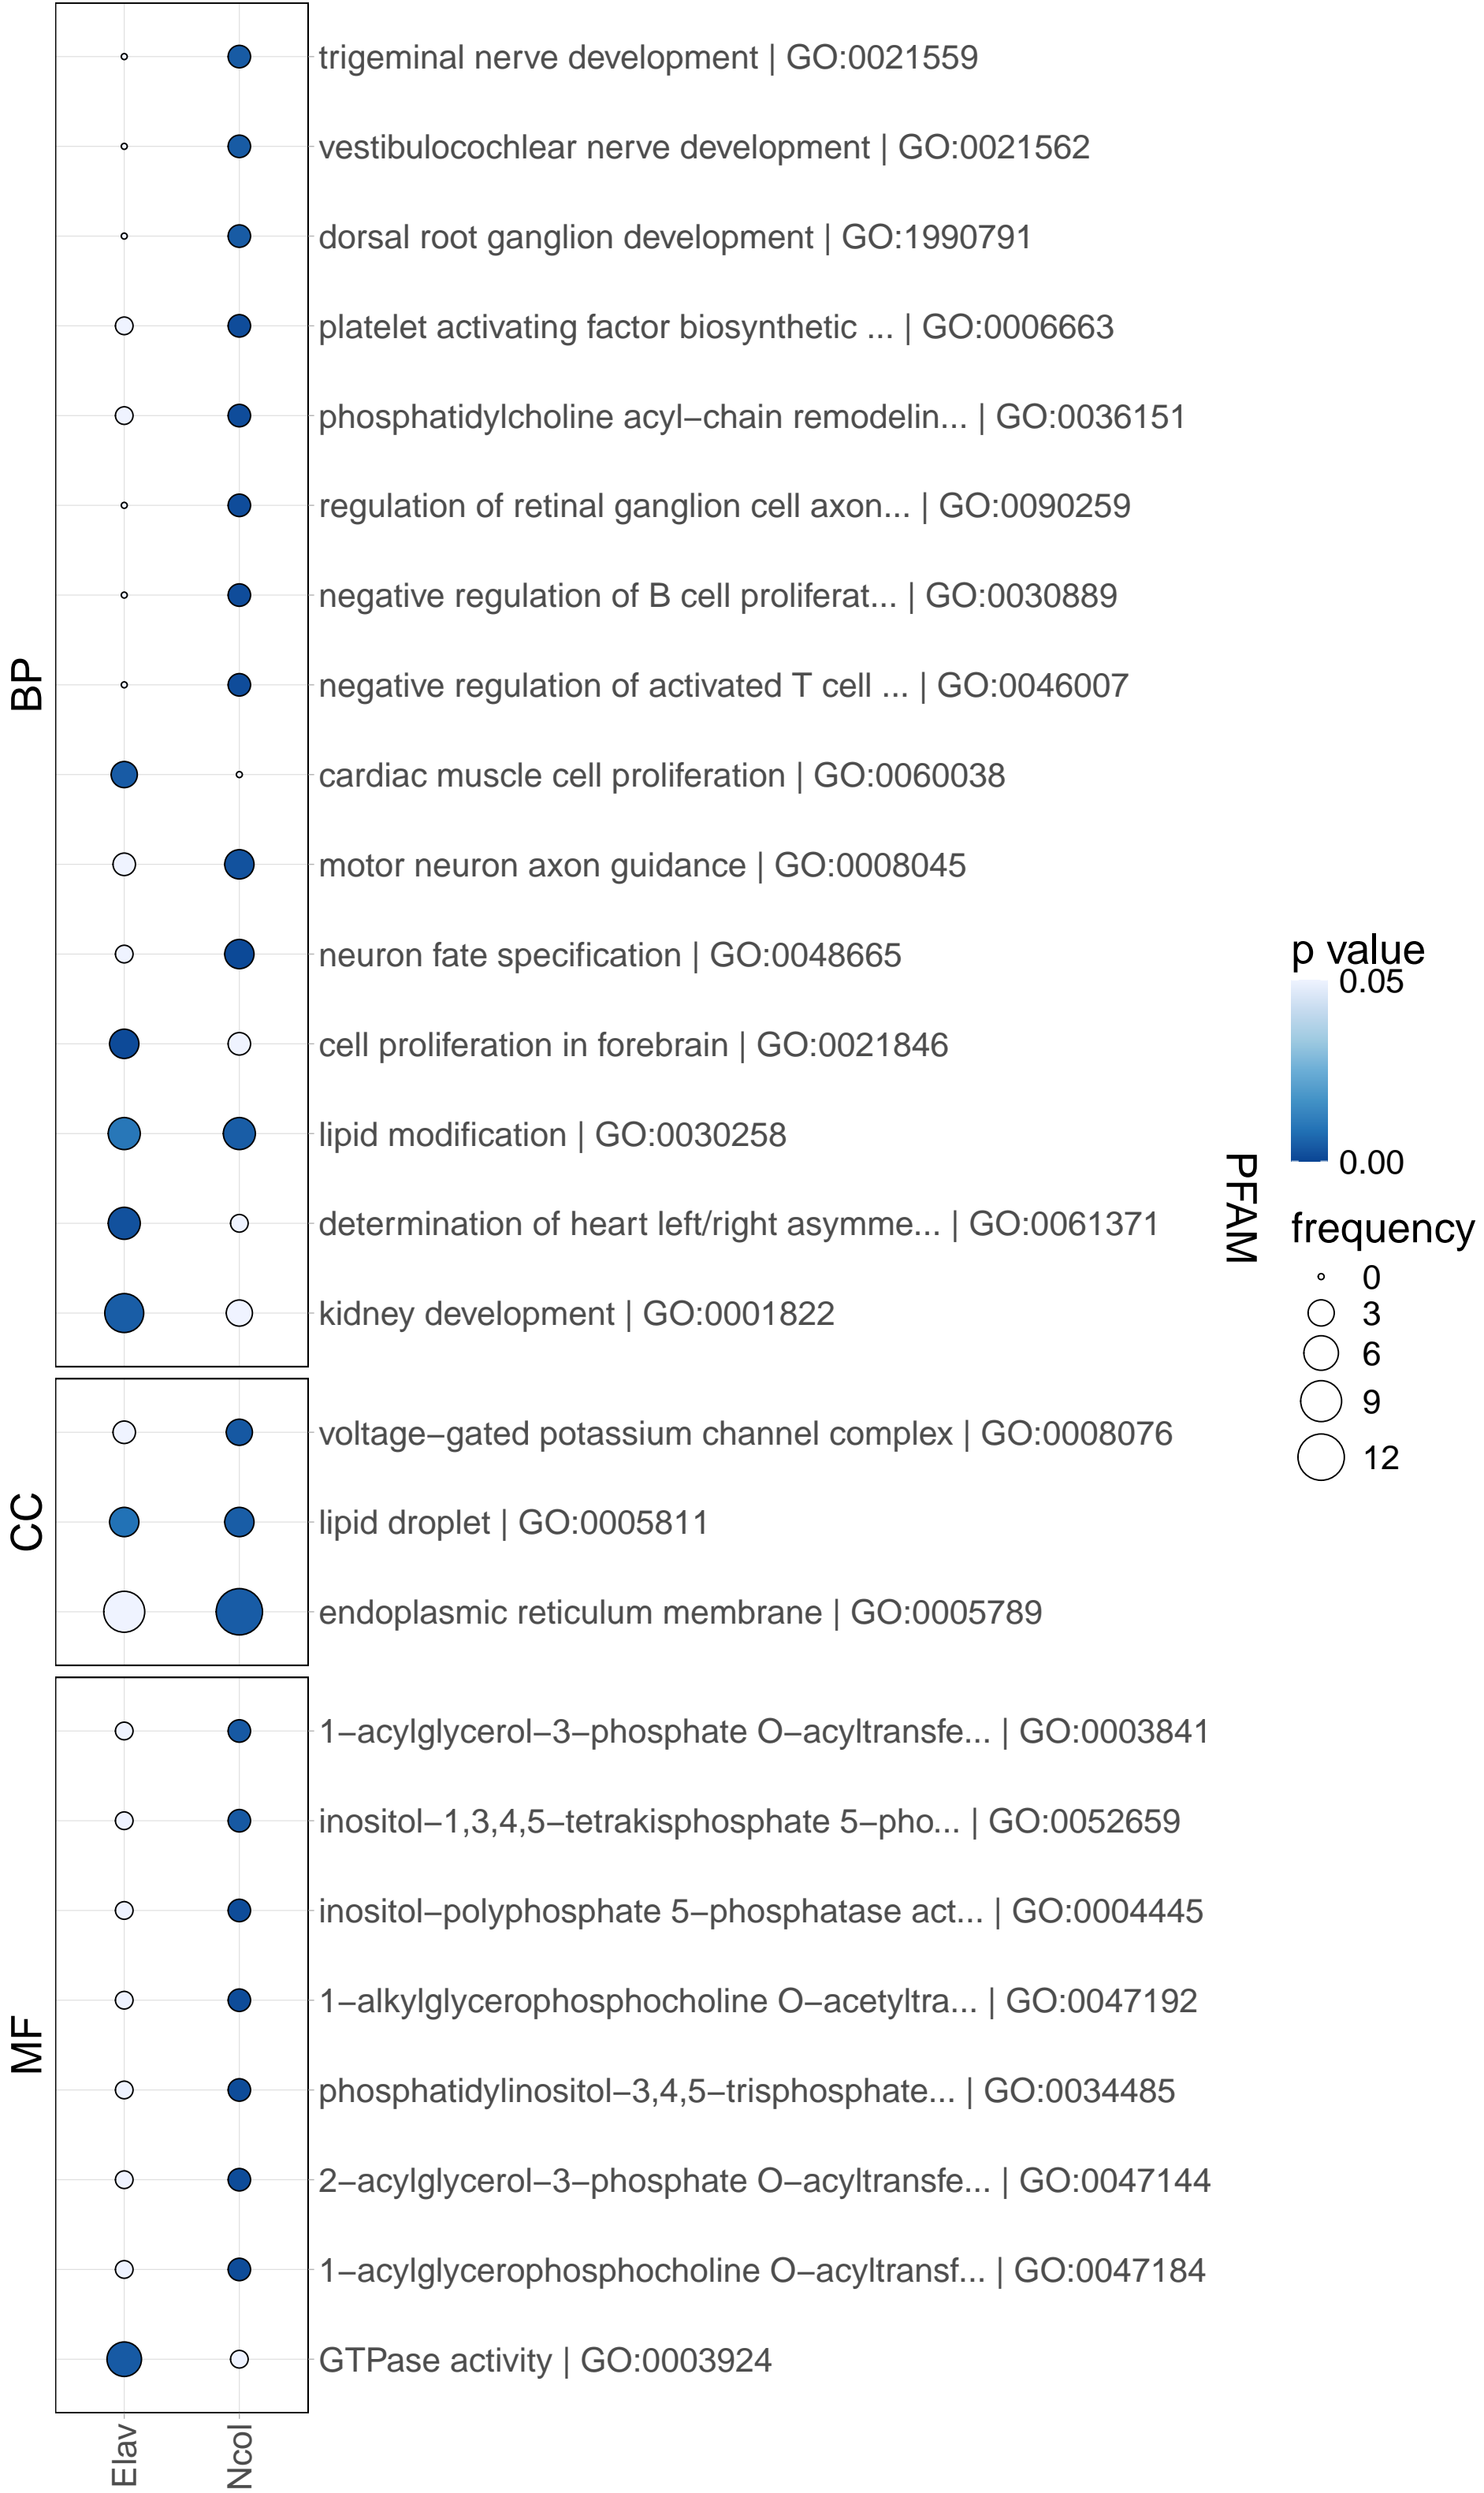 BP
trigeminal nerve development | GO:0021559
vestibulocochlear nerve development | GO:0021562
dorsal root ganglion development | GO:1990791
platelet activating factor biosynthetic ... | GO:0006663
phosphatidylcholine acyl−chain remodelin... | GO:0036151
regulation of retinal ganglion cell axon... | GO:0090259
negative regulation of B cell proliferat... | GO:0030889
negative regulation of activated T cell ... | GO:0046007
cardiac muscle cell proliferation | GO:0060038
motor neuron axon guidance | GO:0008045
neuron fate specification | GO:0048665
cell proliferation in forebrain | GO:0021846
lipid modification | GO:0030258
determination of heart left/right asymme... | GO:0061371
kidney development | GO:0001822
CC
voltage−gated potassium channel complex | GO:0008076
lipid droplet | GO:0005811
endoplasmic reticulum membrane | GO:0005789
MF
1−acylglycerol−3−phosphate O−acyltransfe... | GO:0003841
inositol−1,3,4,5−tetrakisphosphate 5−pho... | GO:0052659
inositol−polyphosphate 5−phosphatase act... | GO:0004445
1−alkylglycerophosphocholine O−acetyltra... | GO:0047192
phosphatidylinositol−3,4,5−trisphosphate... | GO:0034485
2−acylglycerol−3−phosphate O−acyltransfe... | GO:0047144
1−acylglycerophosphocholine O−acyltransf... | GO:0047184
GTPase activity | GO:0003924
Elav
Ncol
PFAM
p value
0.05
0.00
frequency
0
3
6
9
12